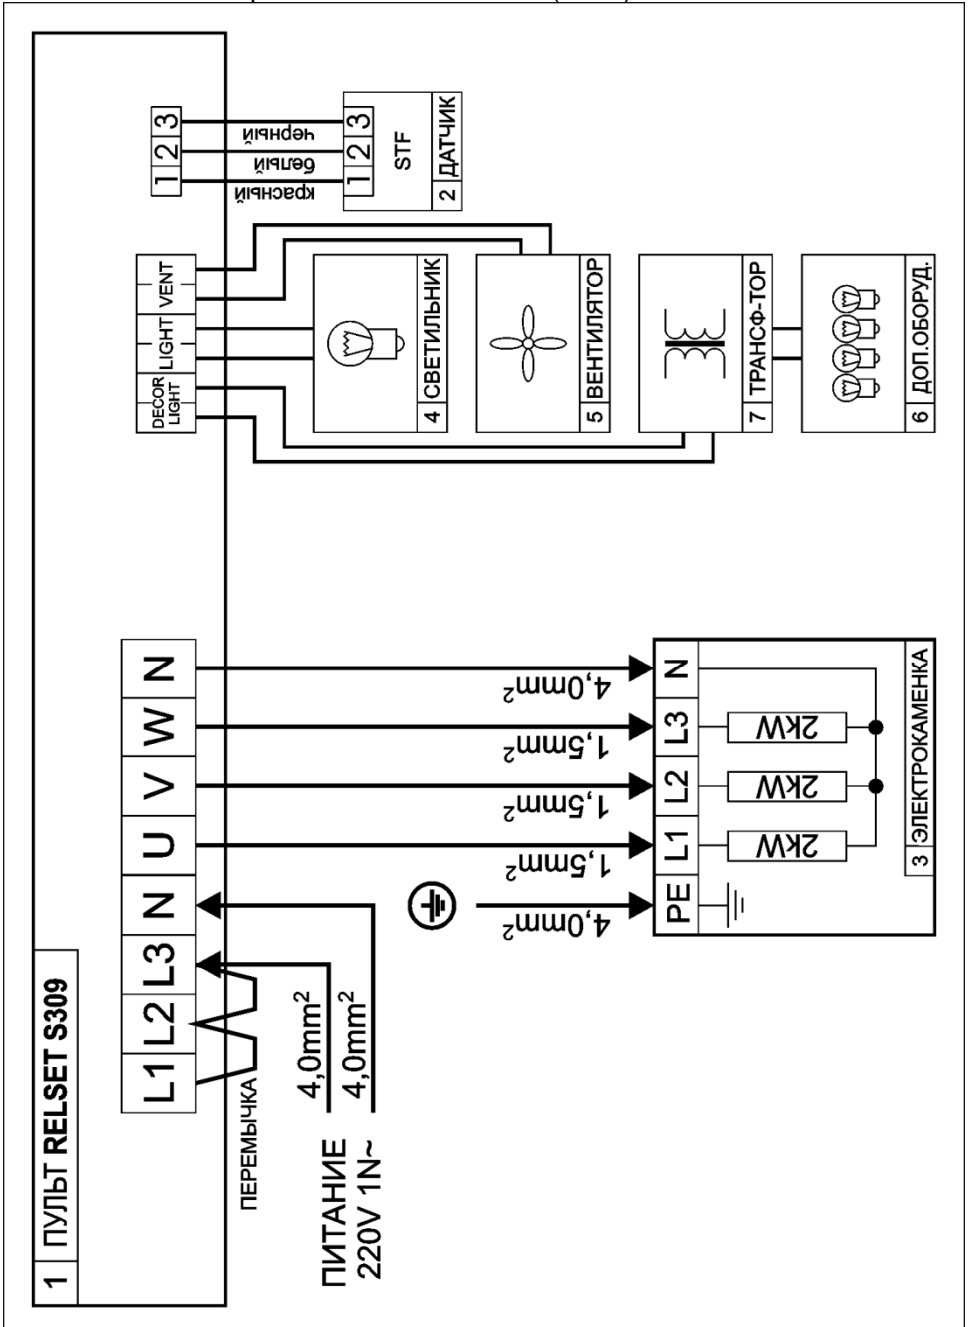 1 ПУЛЬТ RELSET S309
L1 L2 L3 N U V W N
DECOR LIGHT
LIGHT
VENT
1 2 3
ПЕРЕМЫЧКА
красный
белый
черный
1 2 3
STF
2 ДАТЧИК
4,0mm²
4,0mm²
ПИТАНИЕ
220V 1N~
4 СВЕТИЛЬНИК
5 ВЕНТИЛЯТОР
7 ТРАНСФ-ТОР
6 ДОП.ОБОРУД.
4,0mm²
1,5mm²
1,5mm²
1,5mm²
4,0mm²
PE L1 L2 L3 N
2kW
2kW
2kW
3 ЭЛЕКТРОКАМЕНКА